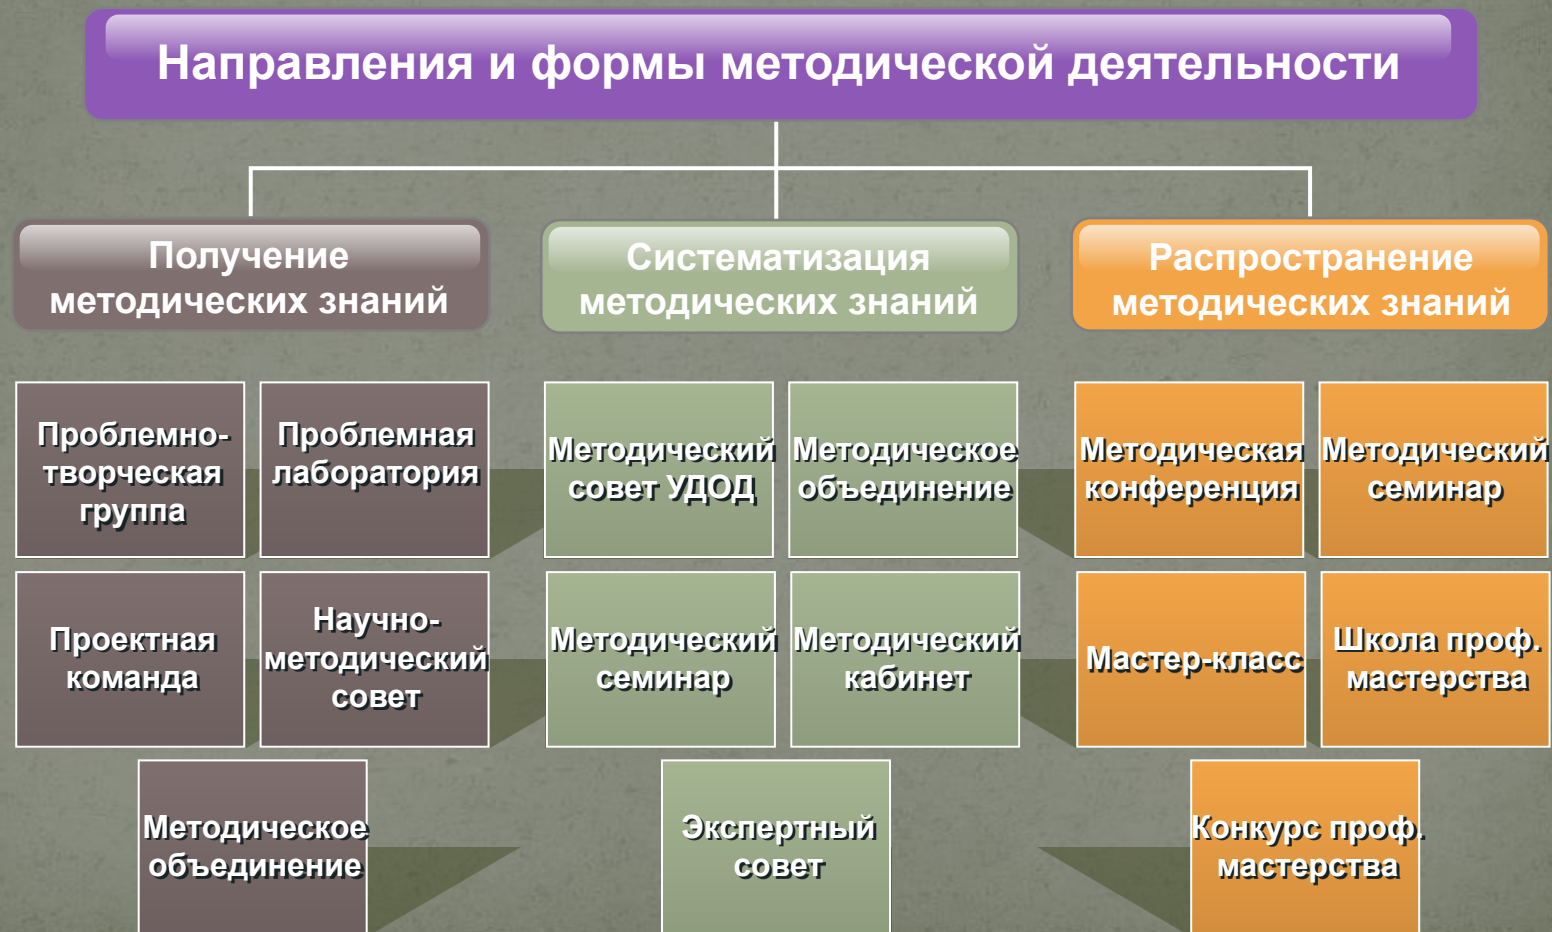 Направления и формы методической деятельности
Получение
методических знаний
Систематизация
методических знаний
Распространение
методических знаний
Проблемно-
творческая
группа
Проблемная
лаборатория
Методический
совет УДОД
Методическое
объединение
Методическая
конференция
Методический
семинар
Проектная
команда
Научно-
методический
совет
Методический
семинар
Методический
кабинет
Мастер-класс
Школа проф.
мастерства
Методическое
объединение
Экспертный
совет
Конкурс проф.
мастерства